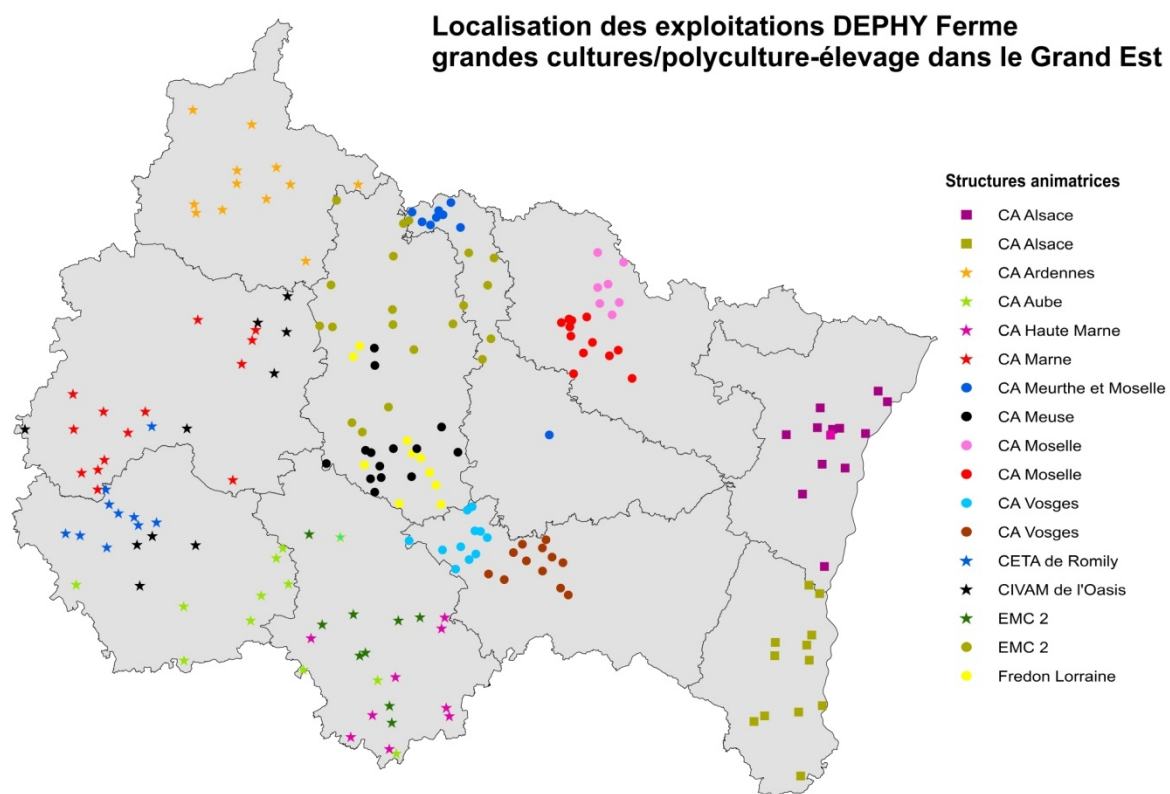 Localisation des exploitations DEPHY Ferme
grandes cultures/polyculture-élevage dans le Grand Est
Structures animatrices
CA Alsace
CA Alsace
CA Ardennes
CA Aube
CA Haute Marne
CA Marne
CA Meurthe et Moselle
CA Meuse
CA Moselle
CA Moselle
CA Vosges
CA Vosges
CETA de Romily
CIVAM de l'Oasis
EMC 2
EMC 2
Fredon Lorraine